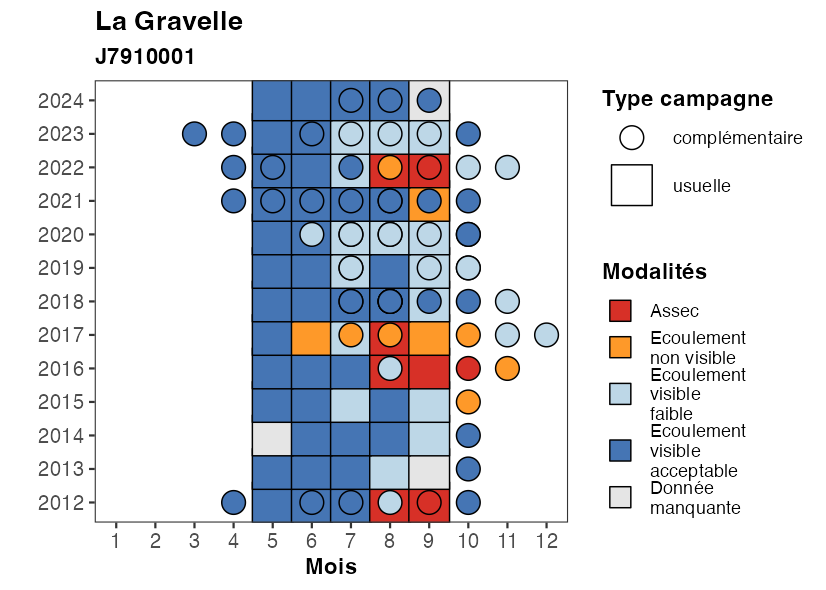 La Gravelle
J7910001
2024
2023
2022
2021
2020
2019
2018
2017
2016
2015
2014
2013
2012
1 2 3 4 5 6 7 8 9 10 11 12
Mois
Type campagne
complémentaire
usuelle
Modalités
Assec
Ecoulement
non visible
Ecoulement
visible
faible
Ecoulement
visible
acceptable
Donnée
manquante